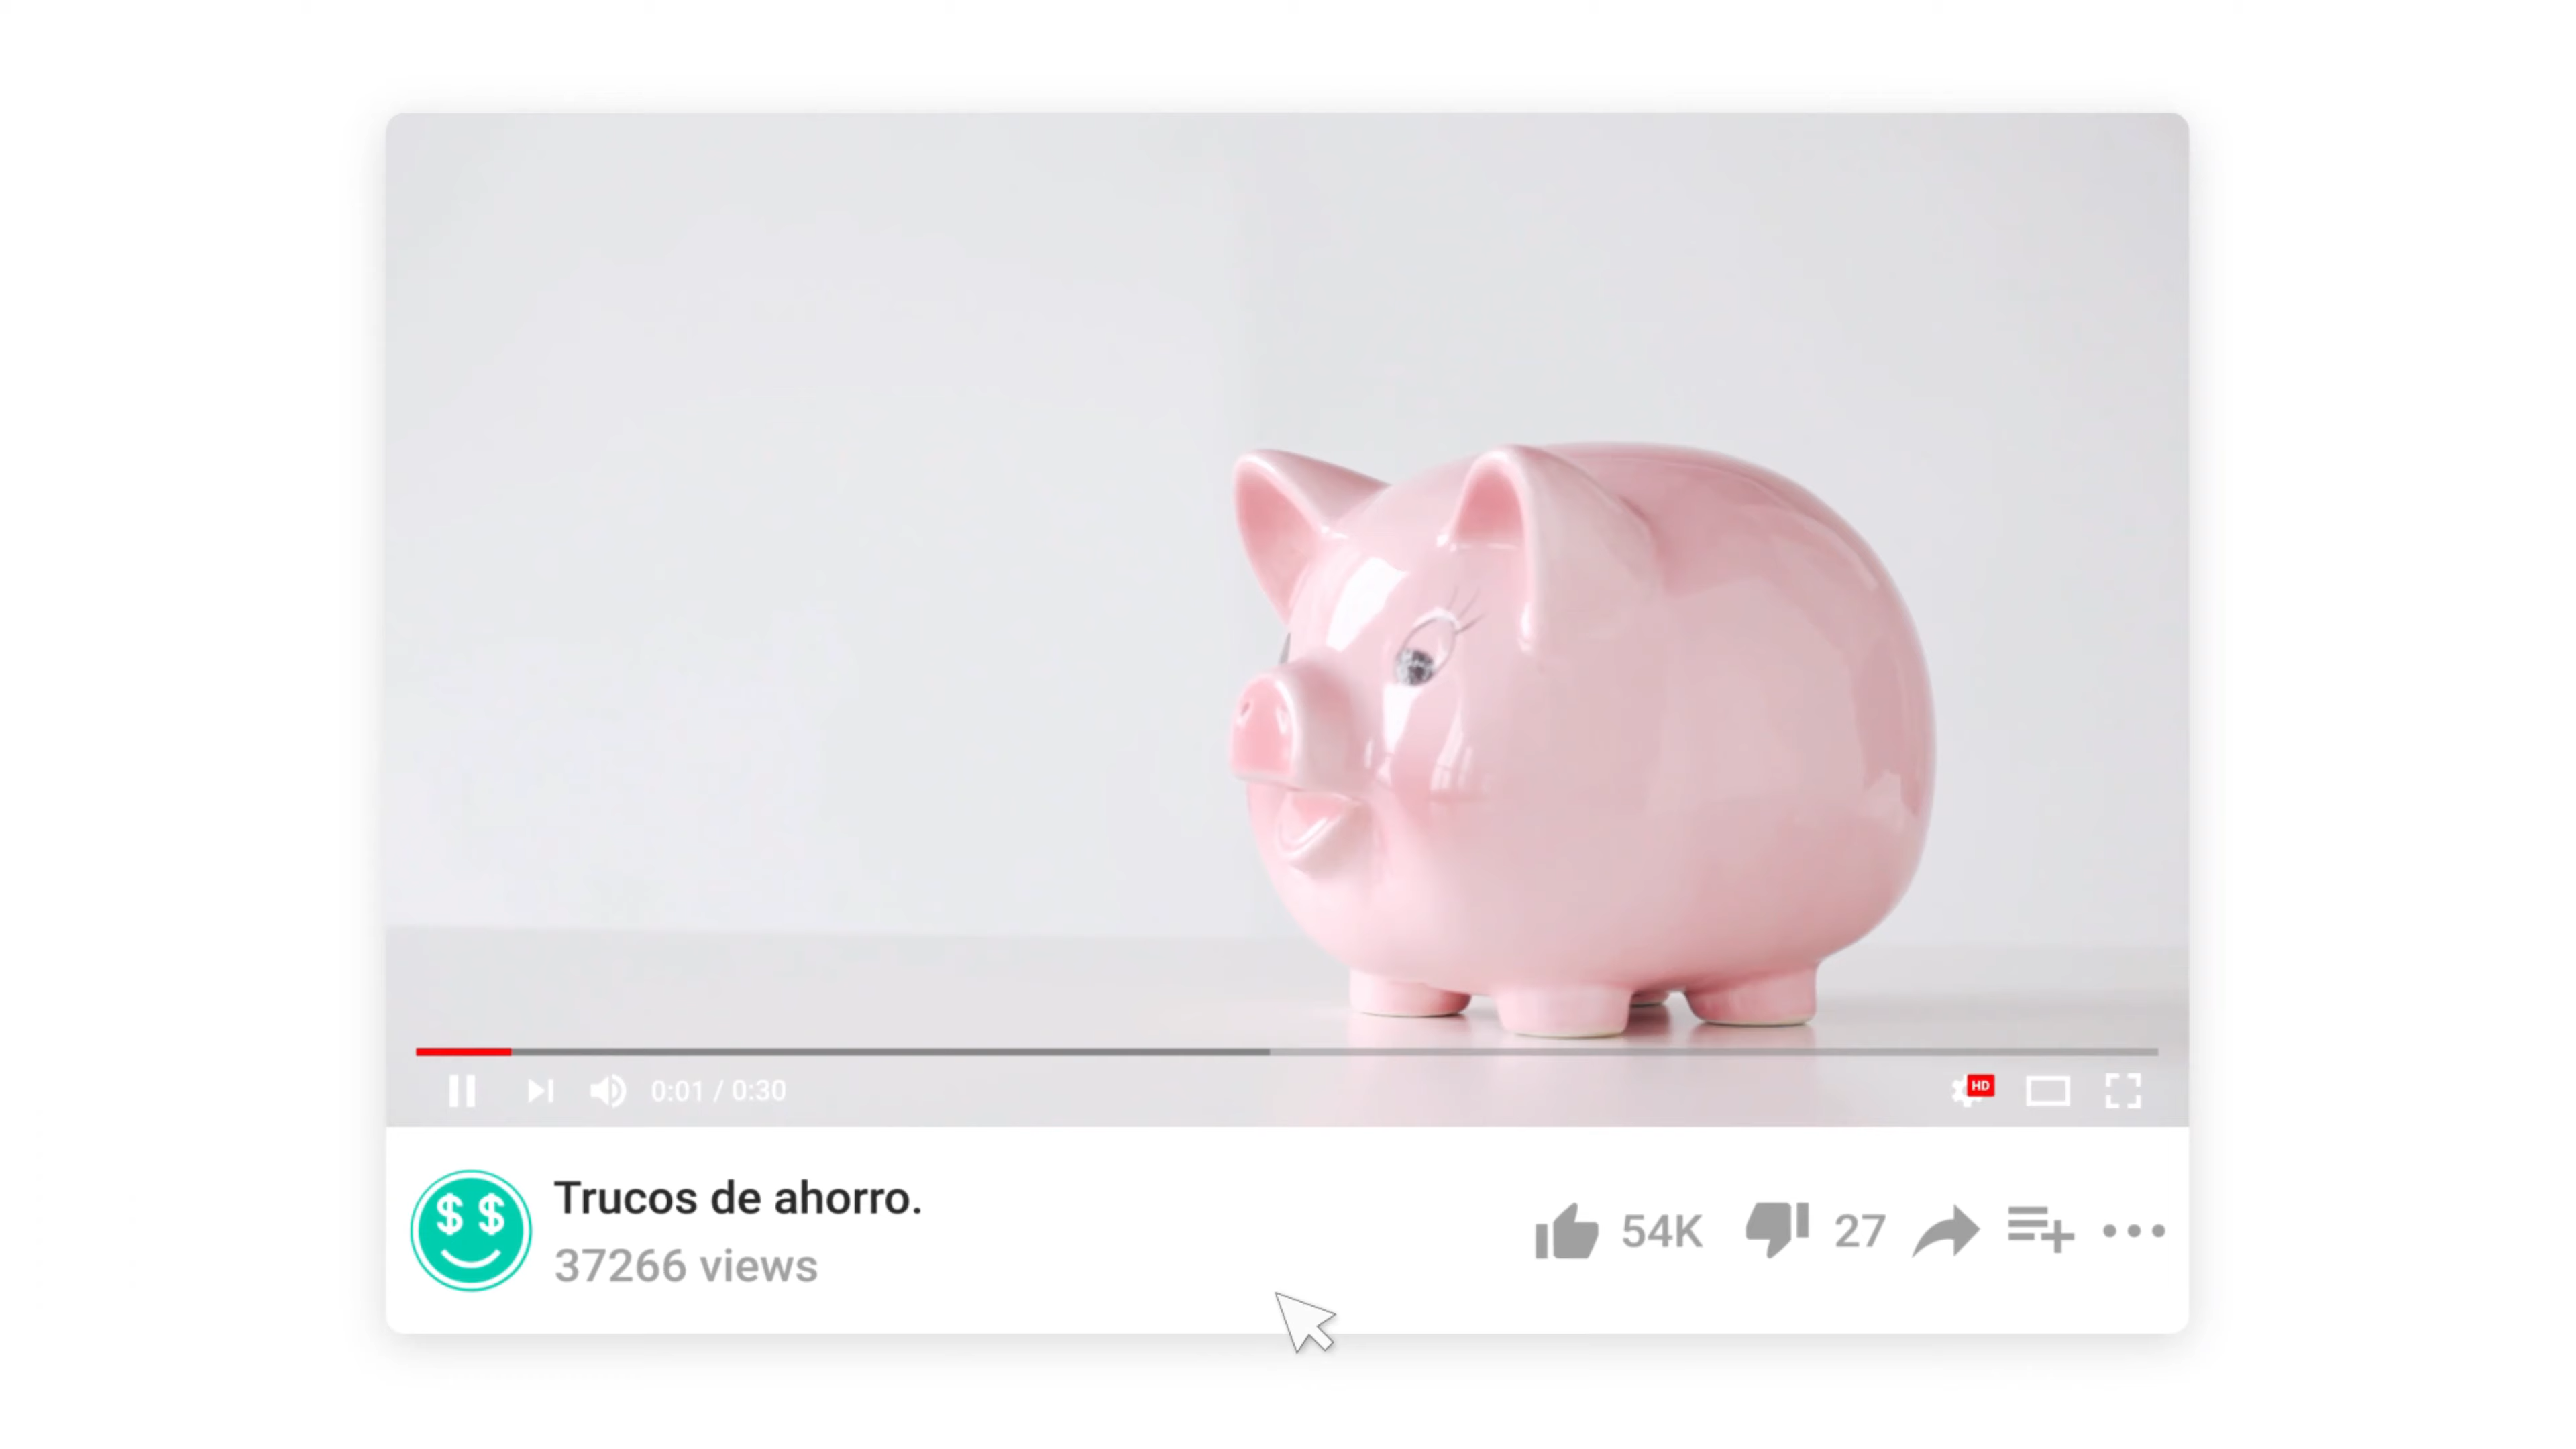 0:01 / 0:30
HD
$ $
Trucos de ahorro.
37266 views
54K
27